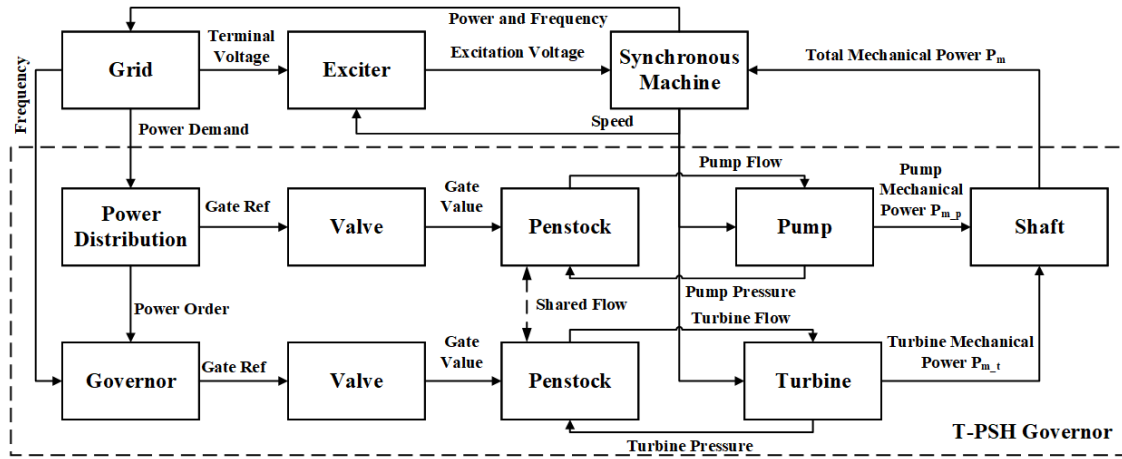 Power and Frequency
Grid
Terminal
Voltage
Exciter
Excitation Voltage
Synchronous
Machine
Total Mechanical Power Pm
Frequency
Power Demand
Speed
Power
Distribution
Gate Ref
Valve
Gate
Value
Penstock
Pump Flow
Pump
Pump
Mechanical
Power Pm_p
Shaft
Pump Pressure
Power Order
Shared Flow
Turbine Flow
Governor
Gate Ref
Valve
Gate
Value
Penstock
Turbine
Turbine Mechanical
Power Pm_t
Turbine Pressure
T-PSH Governor